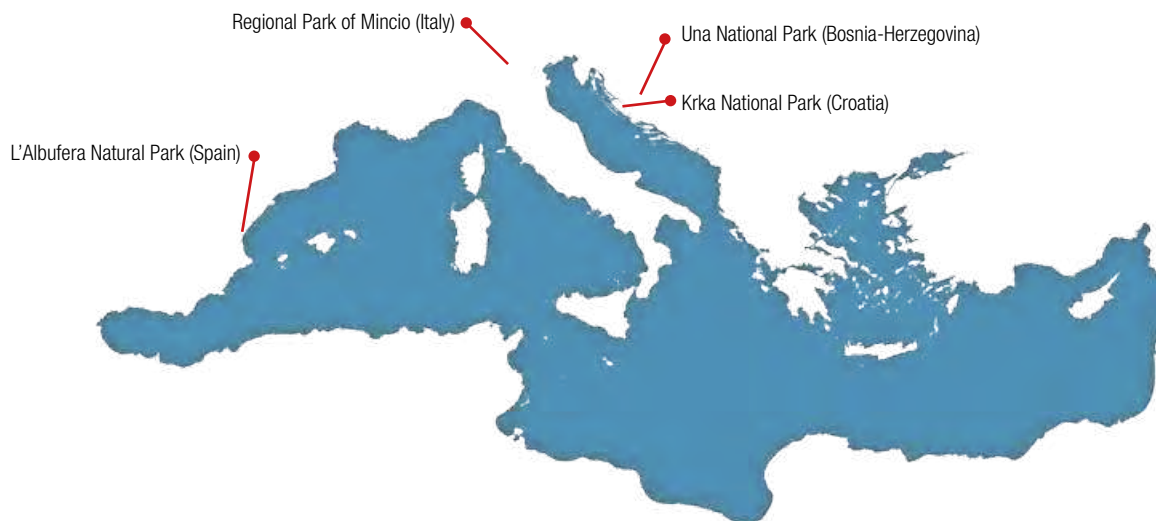 Regional Park of Mincio (Italy)
Una National Park (Bosnia-Herzegovina)
Krka National Park (Croatia)
L'Albufera Natural Park (Spain)